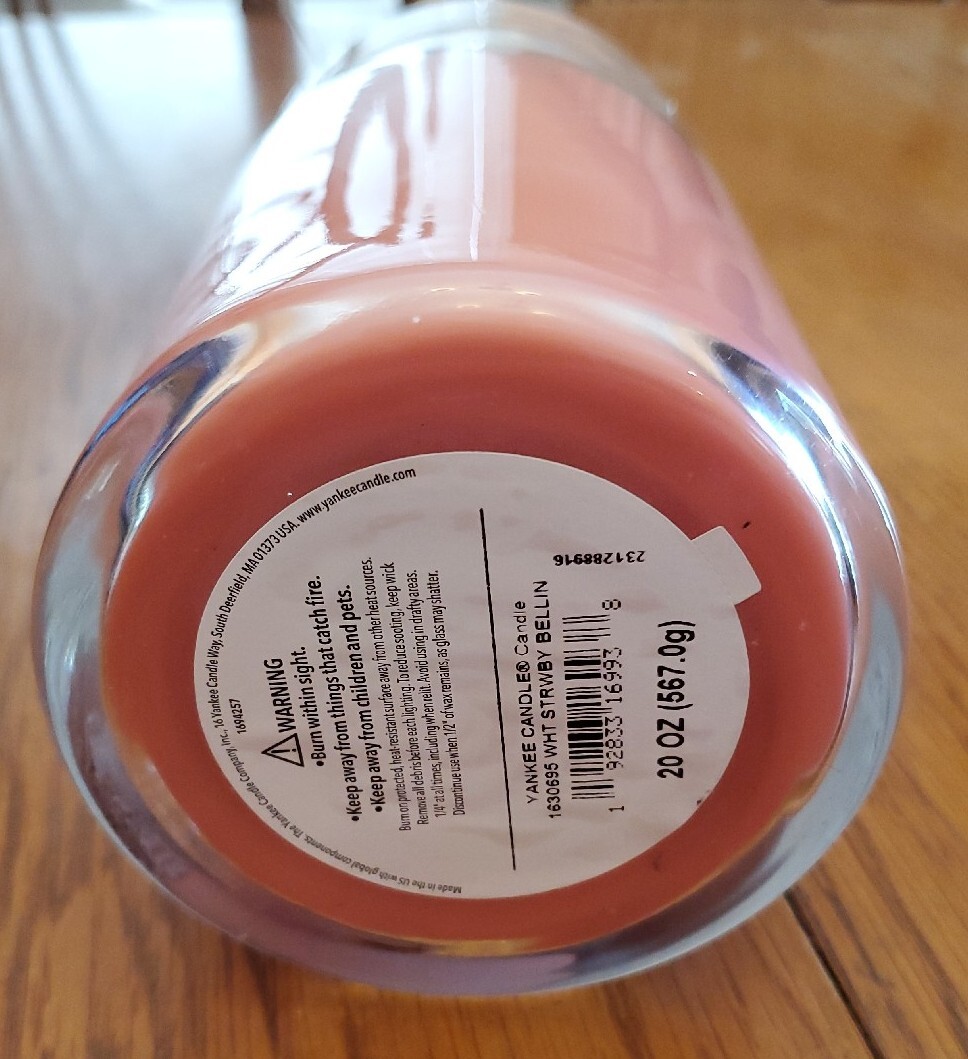 Made in the US with global components. The Yankee Candle Company, Inc., 16 Yankee Candle Way, South Deerfield, MA 01373 USA. www.yankeecandle.com
1694257
WARNING
•Burn within sight.
•Keep away from things that catch fire.
•Keep away from children and pets.
Burn on protected, heat-resistant surface away from other heat sources.
Remove all debris before each lighting. To reduce sooting, keep wick
1/4" at all times, including when relit. Avoid using in drafty areas.
Discontinue use when 1/2" of wax remains, as glass may shatter.
231288916
YANKEE CANDLE® Candle
1630695 WHT STRWBY BELLIN
1 92833 16993 8
20 OZ (567.0g)